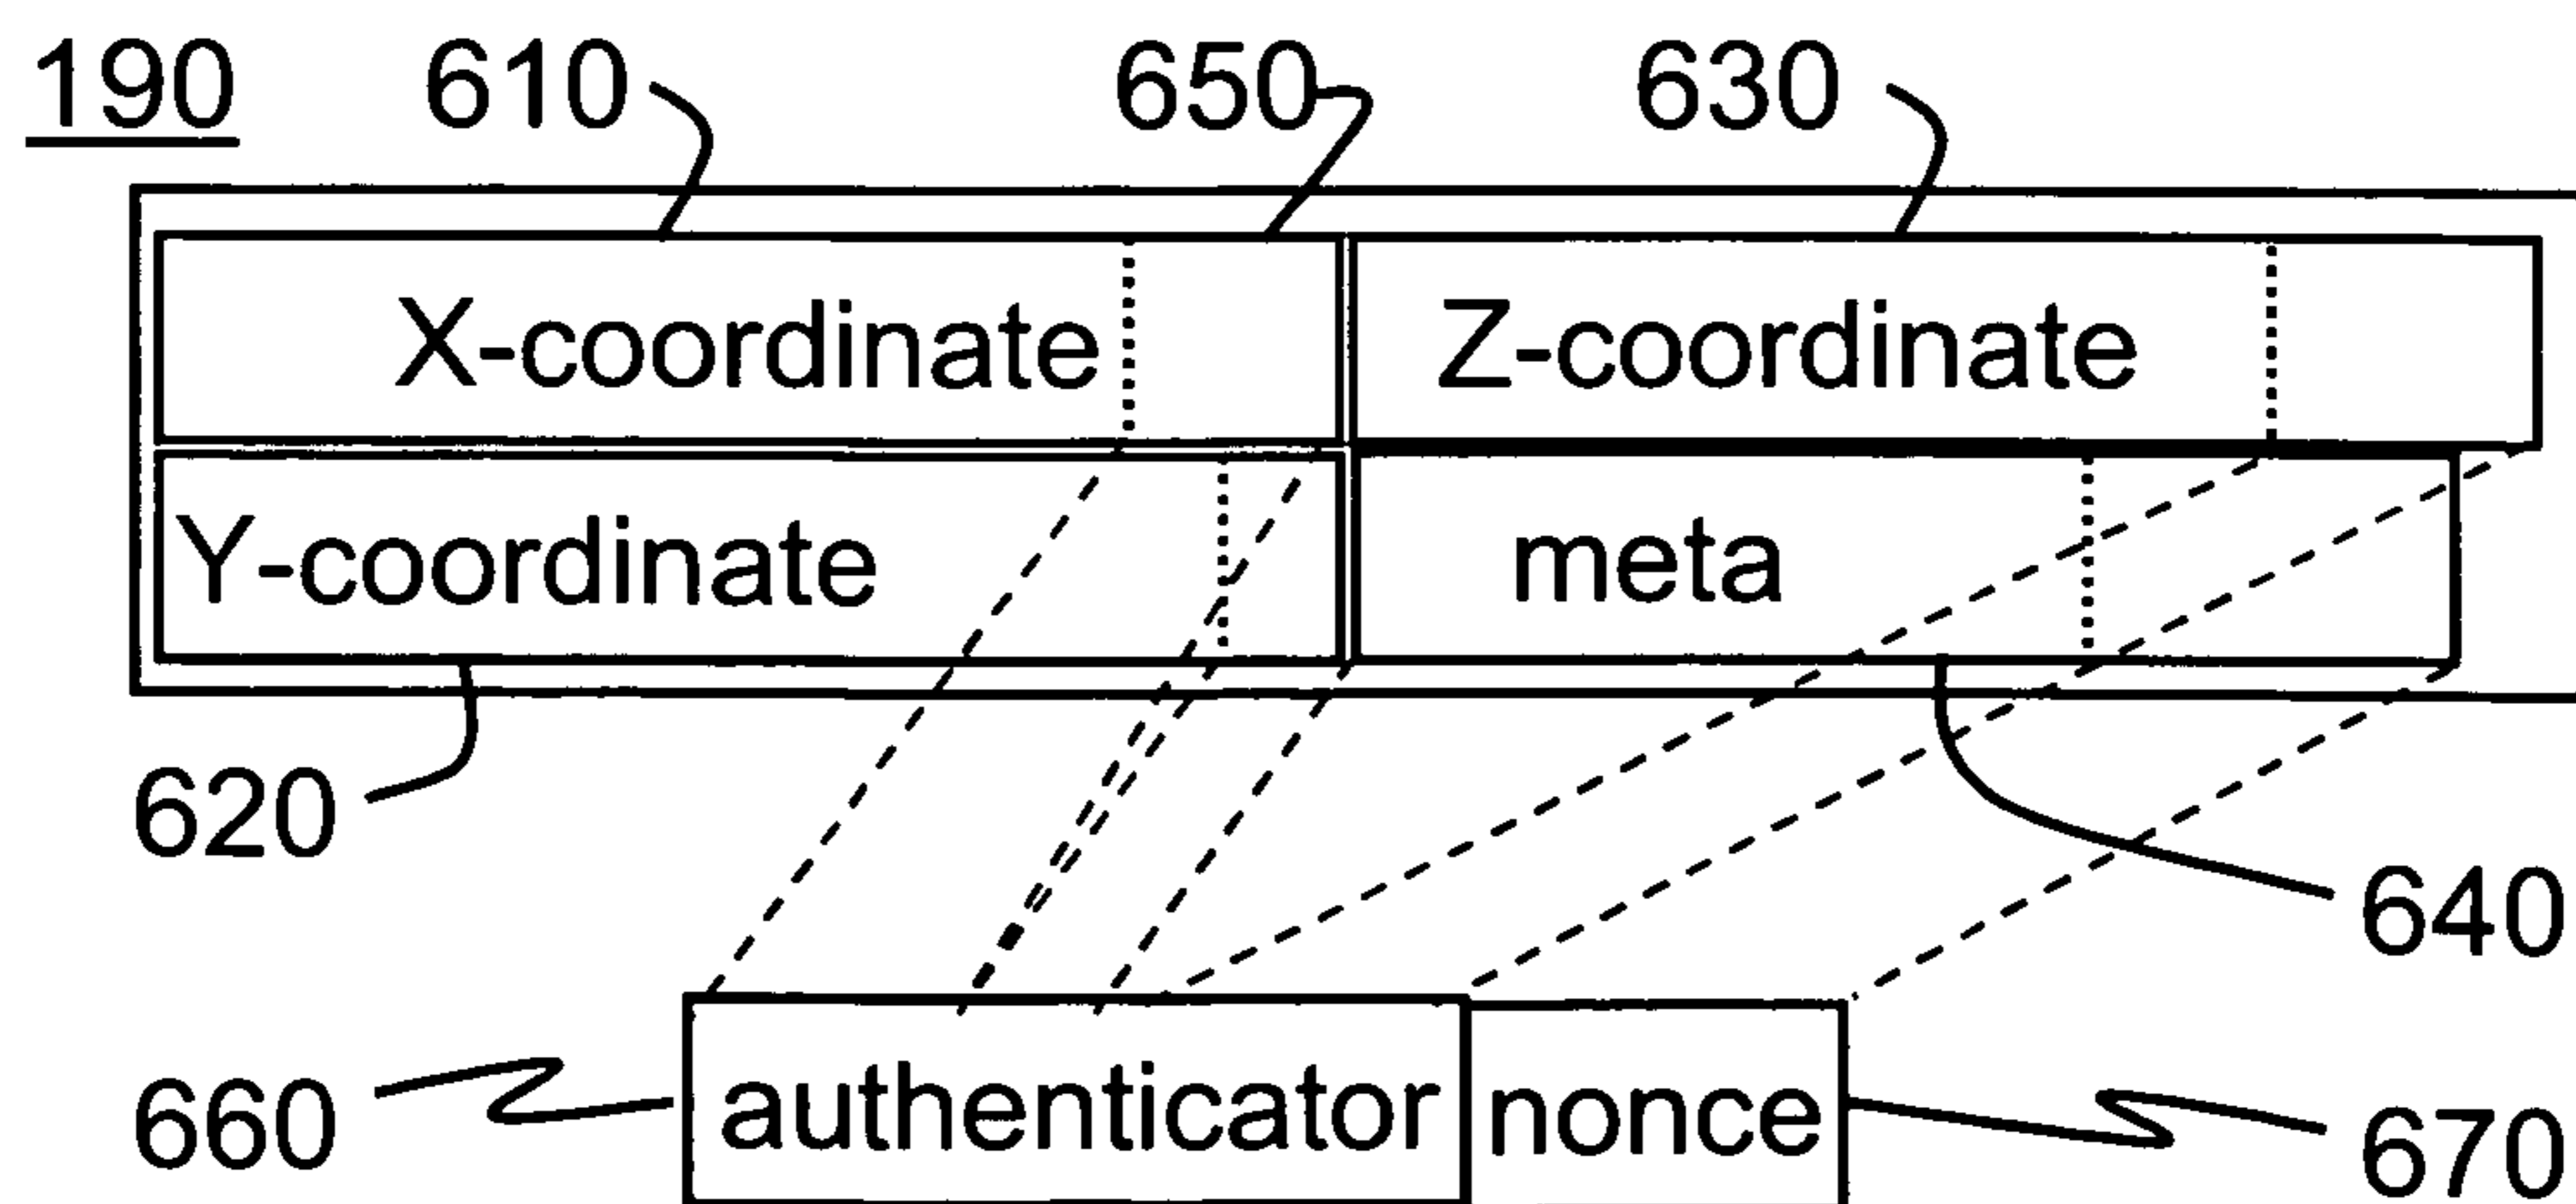 190 610 650 630
X-coordinate Z-coordinate
Y-coordinate meta
620
640
660 authenticator nonce 670